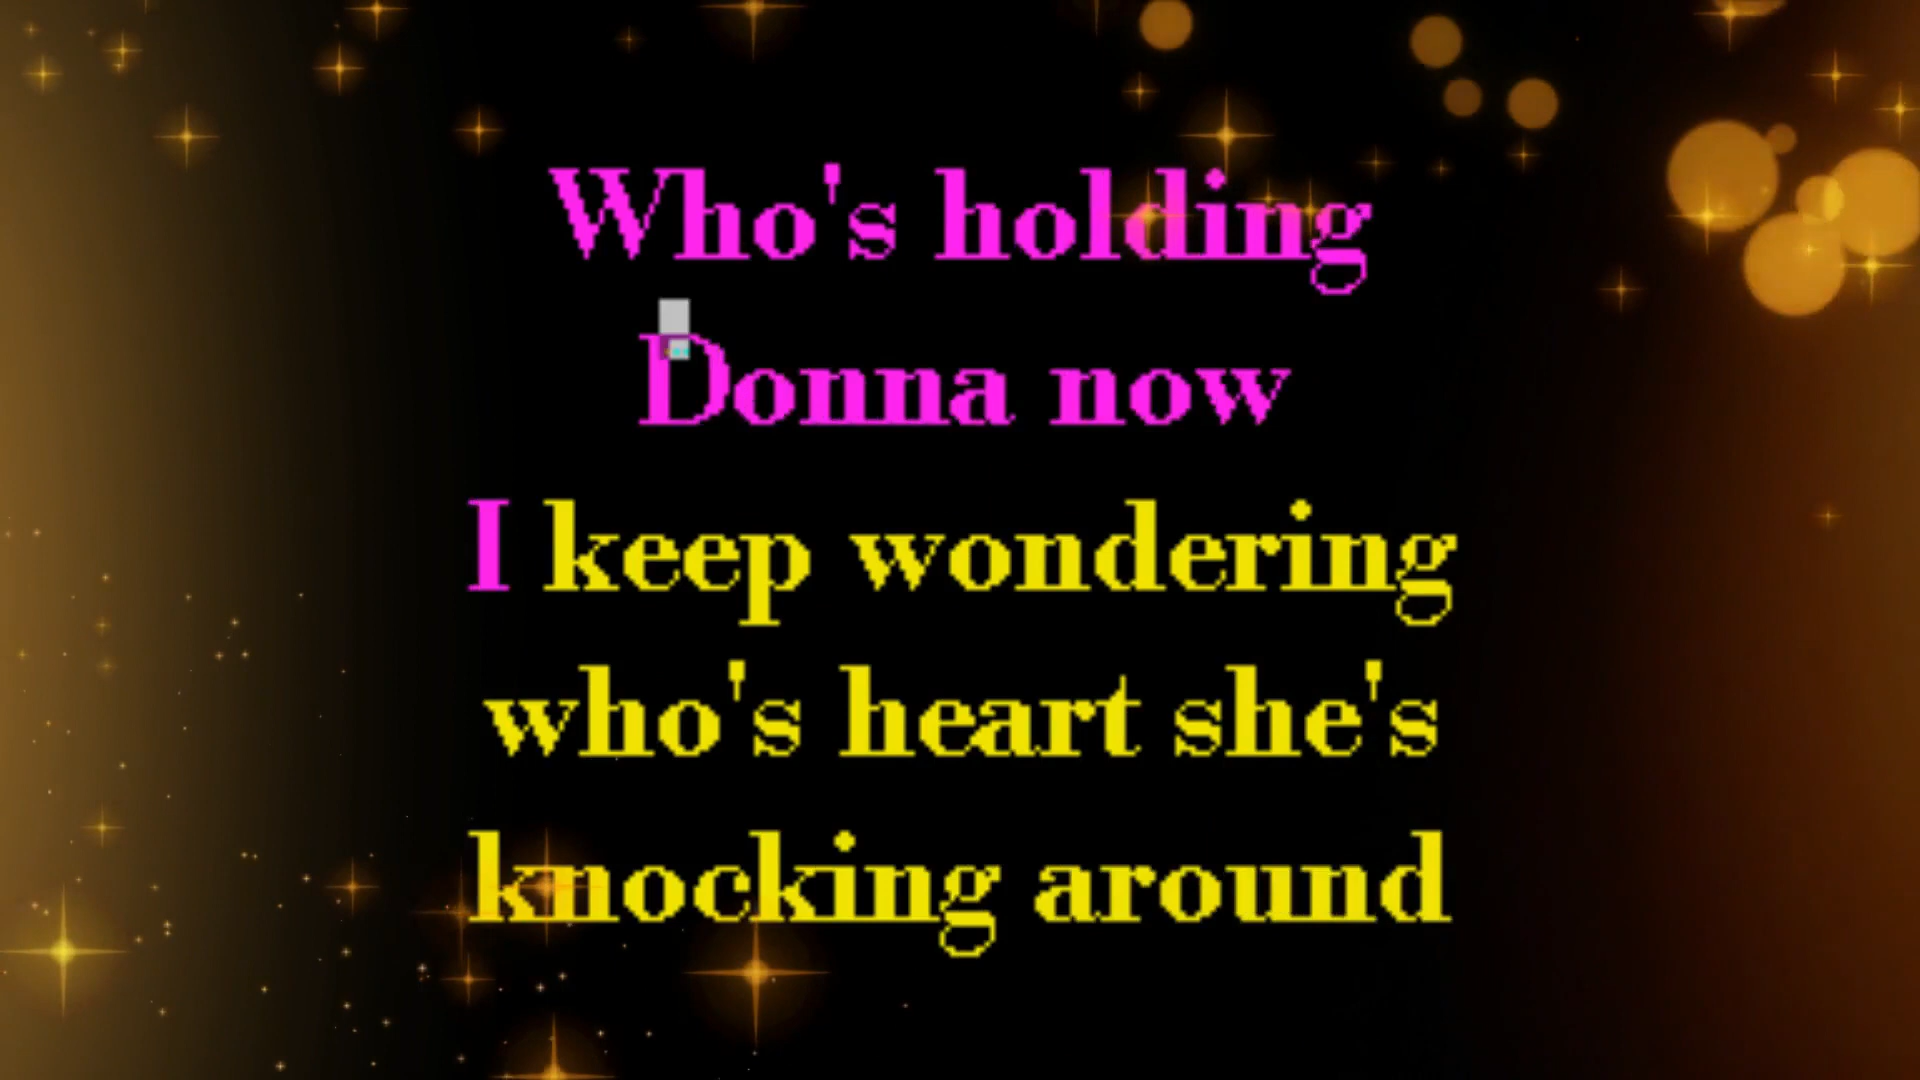 Who's holding
Donna now
I keep wondering
who's heart she's
knocking around